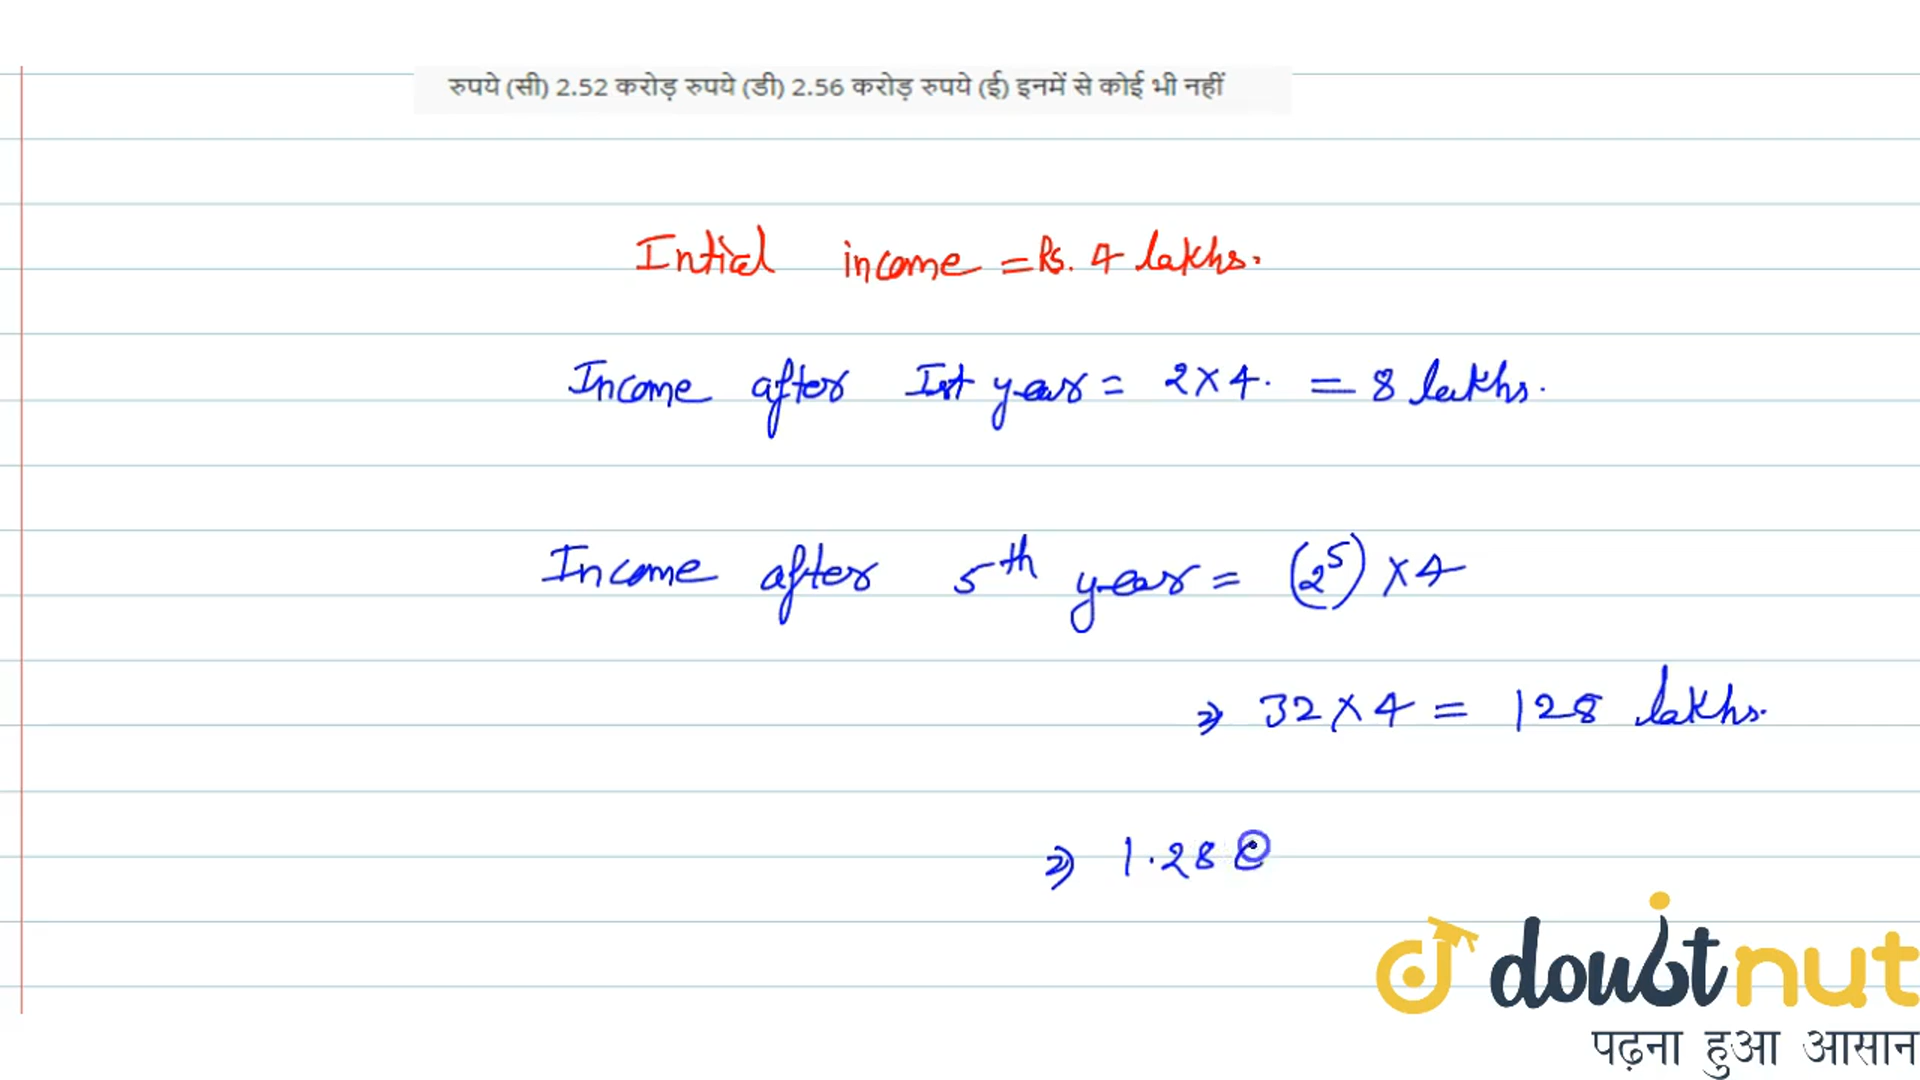 रुपये (सी) 2.52 करोड़ रुपये (डी) 2.56 करोड़ रुपये (ई) इनमें से कोई भी नहीं
Intial income = Rs. 4 lakhs.
Income after Ist year = 2 × 4. = 8 lakhs.
Income after 5th year = (2⁵) × 4
⇒ 32 × 4 = 128 lakhs.
⇒ 1.28 c
doubtnut
पढ़ना हुआ आसान